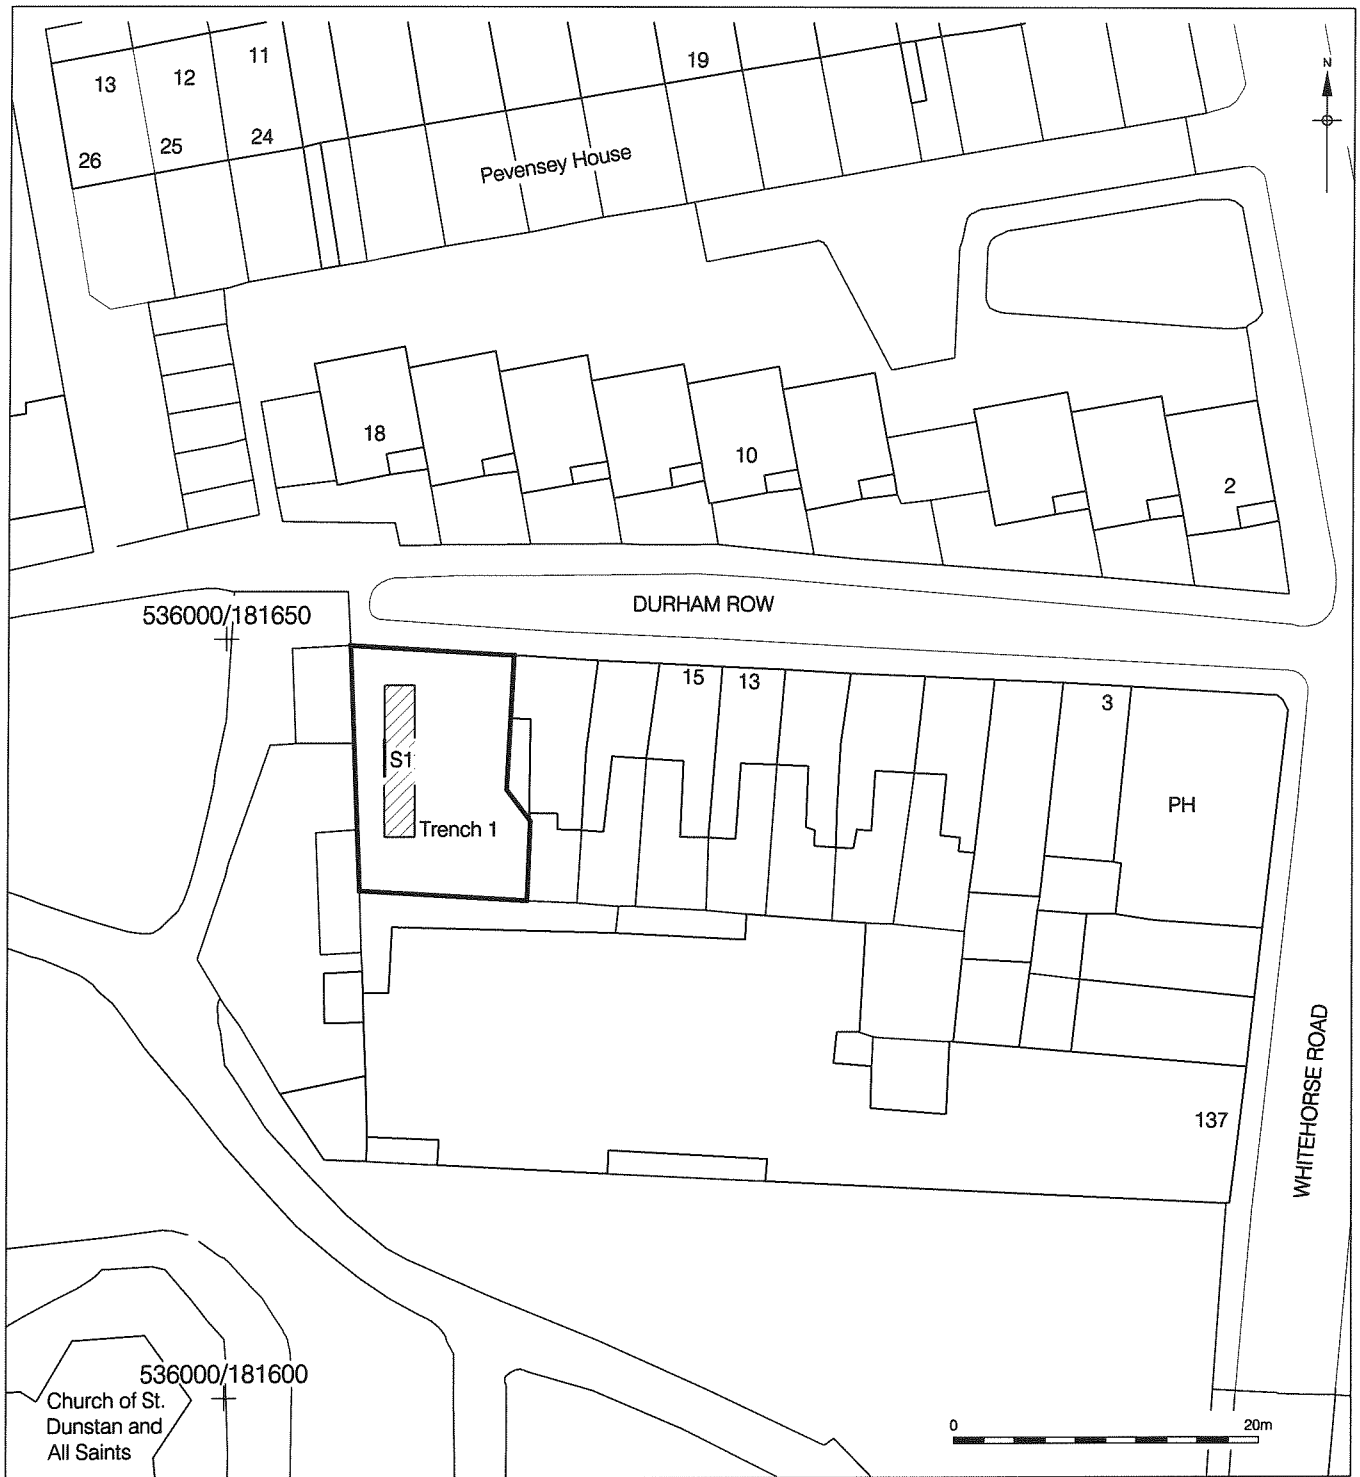 11
19
13
12
N
26
25
24
Pevensey House
18
10
2
536000/181650
DURHAM ROW
15
13
3
S1
PH
Trench 1
WHITEHORSE ROAD
137
536000/181600
Church of St.
Dunstan and
All Saints
0
20m